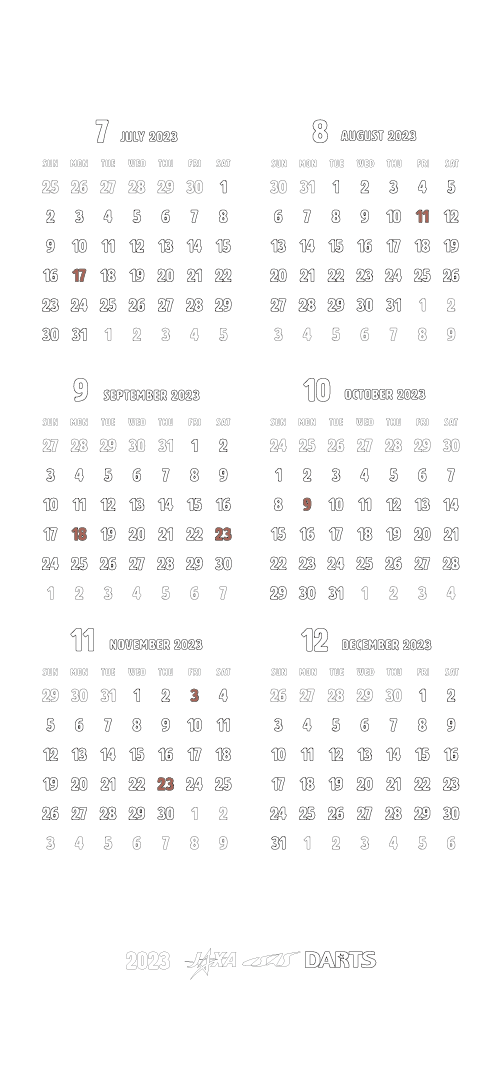 7 JULY 2023
SUN MON TUE WED THU FRI SAT
25 26 27 28 29 30 1
2 3 4 5 6 7 8
9 10 11 12 13 14 15
16 17 18 19 20 21 22
23 24 25 26 27 28 29
30 31 1 2 3 4 5
8 AUGUST 2023
SUN MON TUE WED THU FRI SAT
30 31 1 2 3 4 5
6 7 8 9 10 11 12
13 14 15 16 17 18 19
20 21 22 23 24 25 26
27 28 29 30 31 1 2
3 4 5 6 7 8 9
9 SEPTEMBER 2023
SUN MON TUE WED THU FRI SAT
27 28 29 30 31 1 2
3 4 5 6 7 8 9
10 11 12 13 14 15 16
17 18 19 20 21 22 23
24 25 26 27 28 29 30
1 2 3 4 5 6 7
10 OCTOBER 2023
SUN MON TUE WED THU FRI SAT
24 25 26 27 28 29 30
1 2 3 4 5 6 7
8 9 10 11 12 13 14
15 16 17 18 19 20 21
22 23 24 25 26 27 28
29 30 31 1 2 3 4
11 NOVEMBER 2023
SUN MON TUE WED THU FRI SAT
29 30 31 1 2 3 4
5 6 7 8 9 10 11
12 13 14 15 16 17 18
19 20 21 22 23 24 25
26 27 28 29 30 1 2
3 4 5 6 7 8 9
12 DECEMBER 2023
SUN MON TUE WED THU FRI SAT
26 27 28 29 30 1 2
3 4 5 6 7 8 9
10 11 12 13 14 15 16
17 18 19 20 21 22 23
24 25 26 27 28 29 30
31 1 2 3 4 5 6
2023 JAXA DARTS